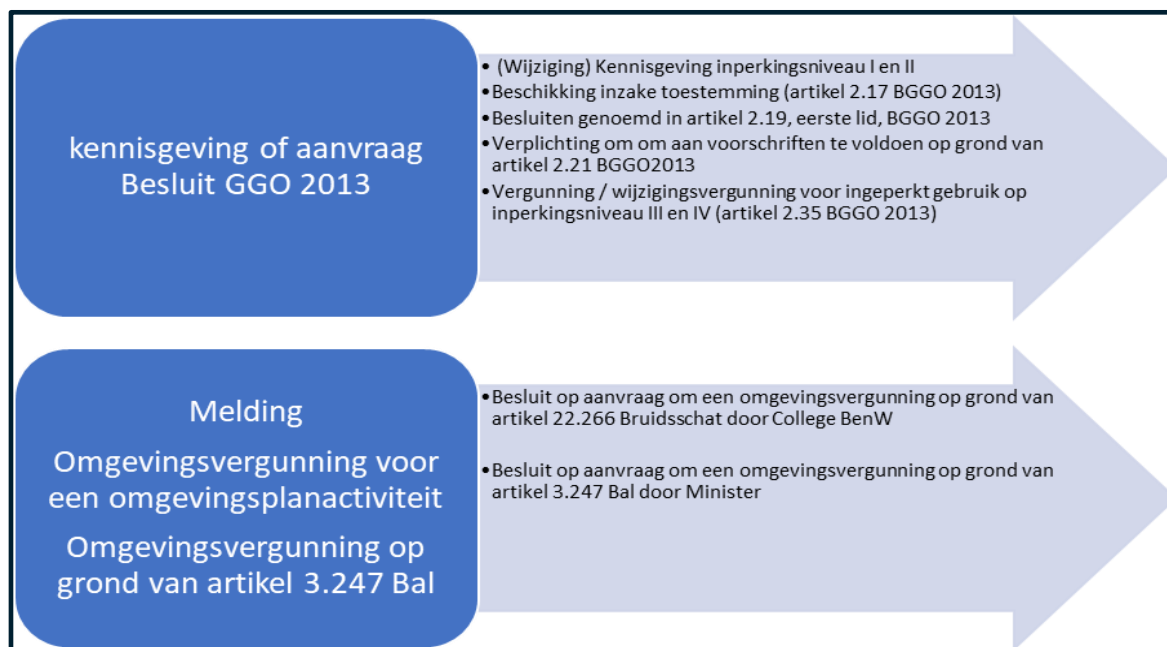 kennisgeving of aanvraag
Besluit GGO 2013
• (Wijziging) Kennisgeving inperkingsniveau I en II
•Beschikking inzake toestemming (artikel 2.17 BGGO 2013)
•Besluiten genoemd in artikel 2.19, eerste lid, BGGO 2013
•Verplichting om om aan voorschriften te voldoen op grond van
artikel 2.21 BGGO2013
•Vergunning / wijzigingsvergunning voor ingeperkt gebruik op
inperkingsniveau III en IV (artikel 2.35 BGGO 2013)
Melding
Omgevingsvergunning voor
een omgevingsplanactiviteit
Omgevingsvergunning op
grond van artikel 3.247 Bal
•Besluit op aanvraag om een omgevingsvergunning op grond van
artikel 22.266 Bruidsschat door College BenW
•Besluit op aanvraag om een omgevingsvergunning op grond van
artikel 3.247 Bal door Minister